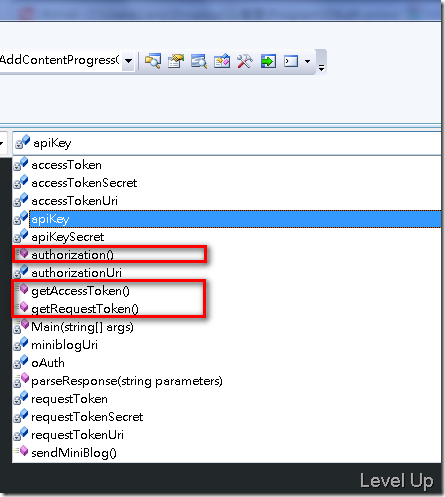 AddContentProgress
apiKey
accessToken
accessTokenSecret
accessTokenUri
apiKey
apiKeySecret
authorization()
authorizationUri
getAccessToken()
getRequestToken()
Main(string[] args)
miniblogUri
oAuth
parseResponse(string parameters)
requestToken
requestTokenSecret
requestTokenUri
sendMiniBlog()
Level Up